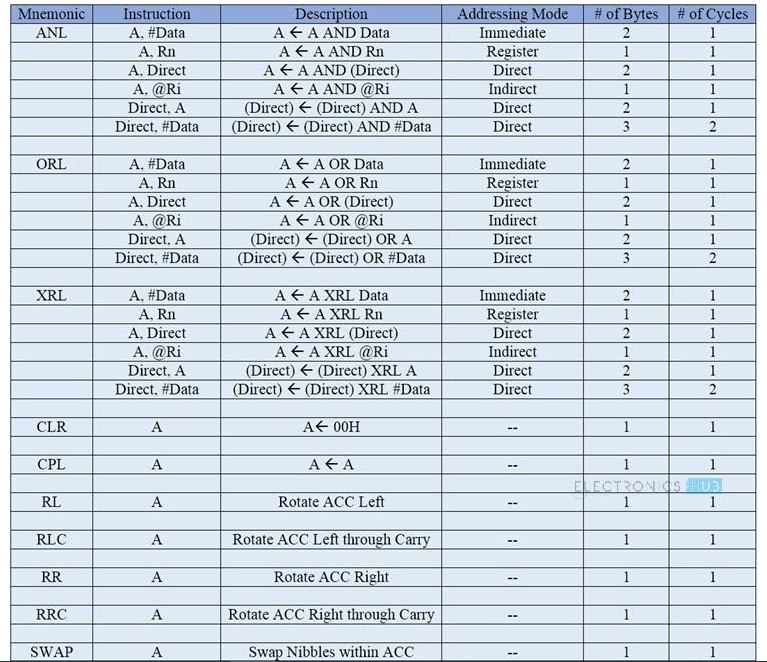 Mnemonic Instruction Description Addressing Mode # of Bytes # of Cycles
ANL A, #Data A ← A AND Data Immediate 2 1
A, Rn A ← A AND Rn Register 1 1
A, Direct A ← A AND (Direct) Direct 2 1
A, @Ri A ← A AND @Ri Indirect 1 1
Direct, A (Direct) ← (Direct) AND A Direct 2 1
Direct, #Data (Direct) ← (Direct) AND #Data Direct 3 2
ORL A, #Data A ← A OR Data Immediate 2 1
A, Rn A ← A OR Rn Register 1 1
A, Direct A ← A OR (Direct) Direct 2 1
A, @Ri A ← A OR @Ri Indirect 1 1
Direct, A (Direct) ← (Direct) OR A Direct 2 1
Direct, #Data (Direct) ← (Direct) OR #Data Direct 3 2
XRL A, #Data A ← A XRL Data Immediate 2 1
A, Rn A ← A XRL Rn Register 1 1
A, Direct A ← A XRL (Direct) Direct 2 1
A, @Ri A ← A XRL @Ri Indirect 1 1
Direct, A (Direct) ← (Direct) XRL A Direct 2 1
Direct, #Data (Direct) ← (Direct) XRL #Data Direct 3 2
CLR A A← 00H -- 1 1
CPL A A ← A -- 1 1
ELECTRONICS HUB
RL A Rotate ACC Left -- 1 1
RLC A Rotate ACC Left through Carry -- 1 1
RR A Rotate ACC Right -- 1 1
RRC A Rotate ACC Right through Carry -- 1 1
SWAP A Swap Nibbles within ACC -- 1 1